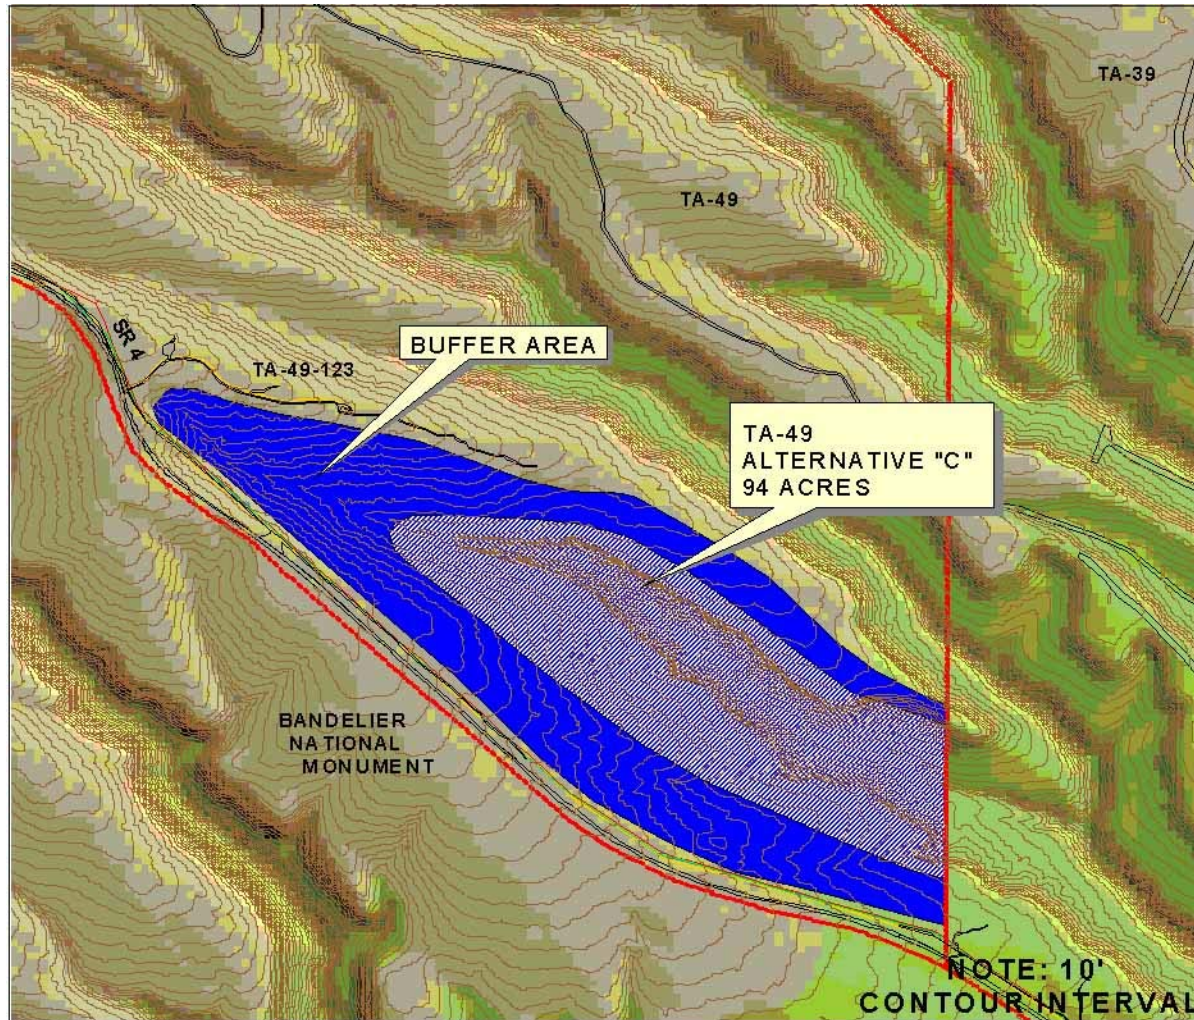 TA-39
TA-49
SR 4
BUFFER AREA
TA-49-123
TA-49
ALTERNATIVE "C"
94 ACRES
BANDELIER
NATIONAL
MONUMENT
NOTE: 10'
CONTOUR INTERVAL